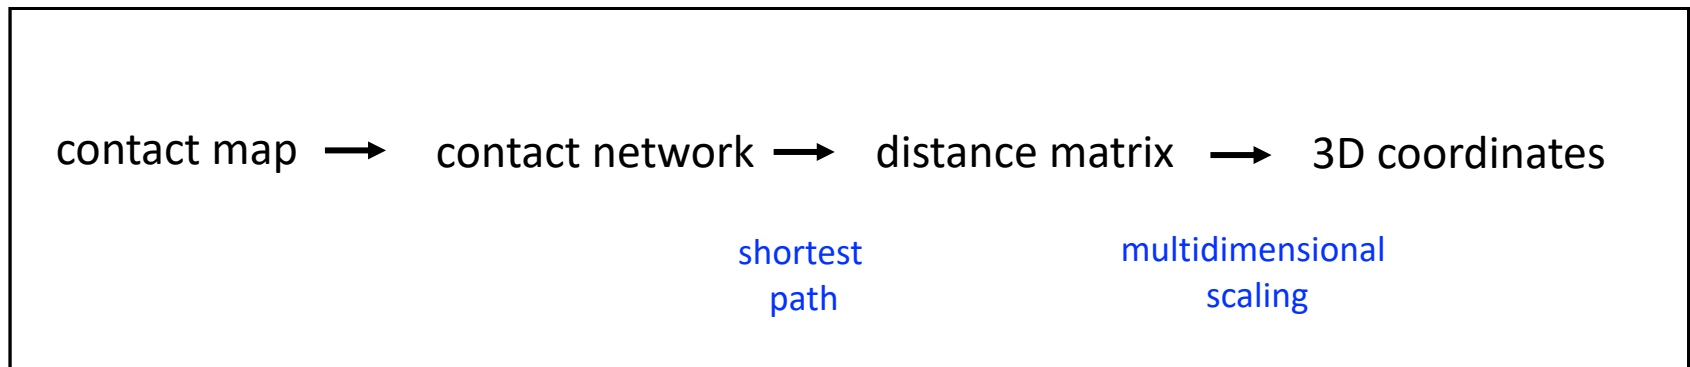 contact map → contact network → distance matrix → 3D coordinates
shortest
path
multidimensional
scaling